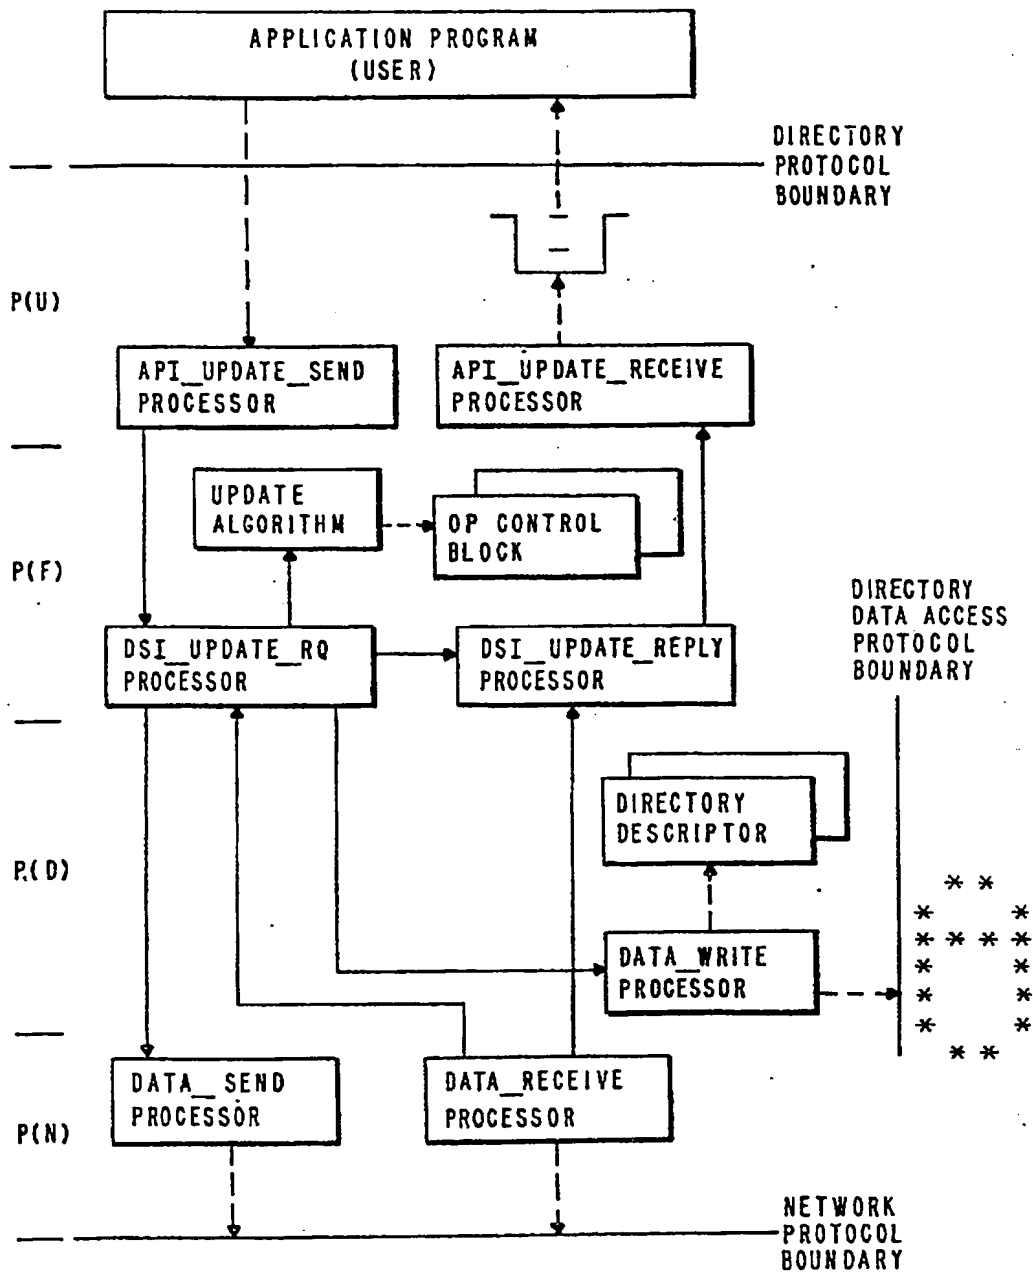 APPLICATION PROGRAM
(USER)
DIRECTORY
PROTOCOL
BOUNDARY
P(U)
API_UPDATE_SEND
PROCESSOR
API_UPDATE_RECEIVE
PROCESSOR
UPDATE
ALGORITHM
OP CONTROL
BLOCK
P(F)
DIRECTORY
DATA ACCESS
PROTOCOL
BOUNDARY
DSI_UPDATE_RQ
PROCESSOR
DSI_UPDATE_REPLY
PROCESSOR
DIRECTORY
DESCRIPTOR
P(D)
DATA_WRITE
PROCESSOR
DATA_SEND
PROCESSOR
DATA_RECEIVE
PROCESSOR
P(N)
NETWORK
PROTOCOL
BOUNDARY